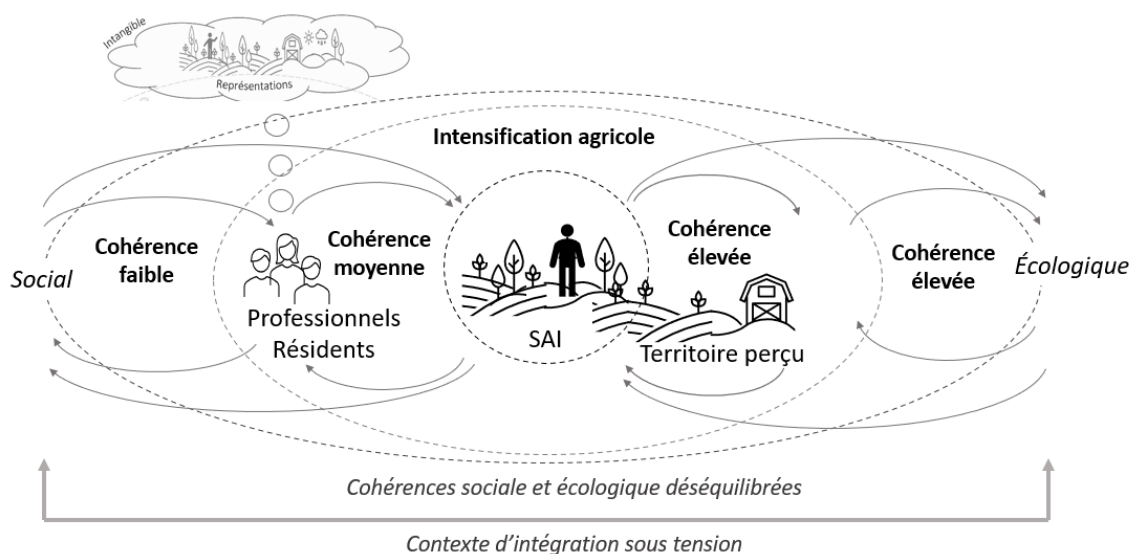 Intangible
Représentations
Intensification agricole
Cohérence
faible
Cohérence
moyenne
Cohérence
élevée
Cohérence
élevée
Social
Écologique
Professionnels
Résidents
SAI
Territoire perçu
Cohérences sociale et écologique déséquilibrées
Contexte d’intégration sous tension